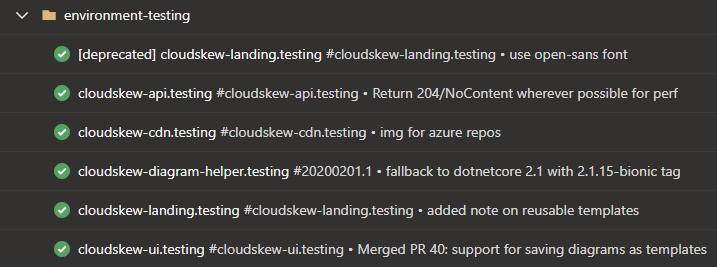 environment-testing
[deprecated] cloudskew-landing.testing #cloudskew-landing.testing • use open-sans font
cloudskew-api.testing #cloudskew-api.testing • Return 204/NoContent wherever possible for perf
cloudskew-cdn.testing #cloudskew-cdn.testing • img for azure repos
cloudskew-diagram-helper.testing #20200201.1 • fallback to dotnetcore 2.1 with 2.1.15-bionic tag
cloudskew-landing.testing #cloudskew-landing.testing • added note on reusable templates
cloudskew-ui.testing #cloudskew-ui.testing • Merged PR 40: support for saving diagrams as templates